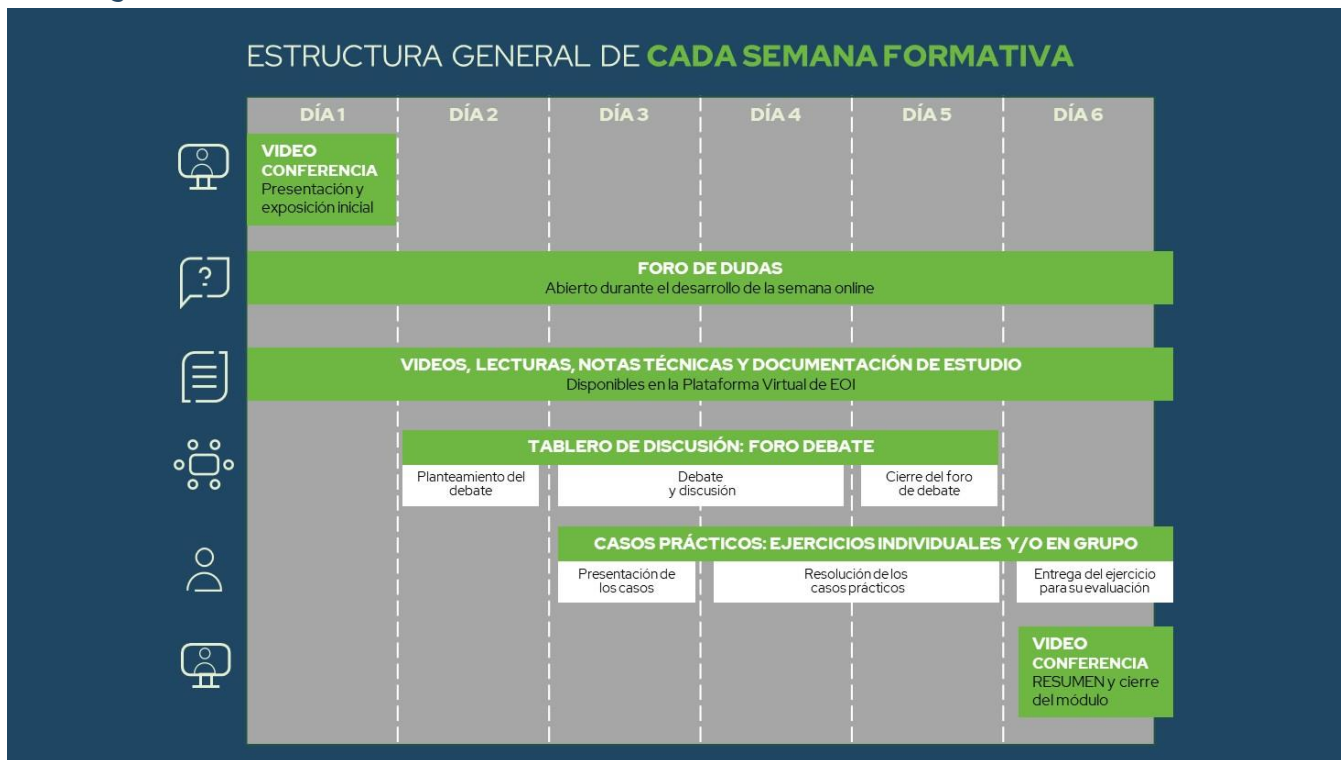 ESTRUCTURA GENERAL DE CADA SEMANA FORMATIVA
DÍA 1
DÍA 2
DÍA 3
DÍA 4
DÍA 5
DÍA 6
VIDEO
CONFERENCIA
Presentación y
exposición inicial
?
FORO DE DUDAS
Abierto durante el desarrollo de la semana online
VIDEOS, LECTURAS, NOTAS TÉCNICAS Y DOCUMENTACIÓN DE ESTUDIO
Disponibles en la Plataforma Virtual de EOI
TABLERO DE DISCUSIÓN: FORO DEBATE
Planteamiento del
debate
Debate
y discusión
Cierre del foro
de debate
CASOS PRÁCTICOS: EJERCICIOS INDIVIDUALES Y/O EN GRUPO
Presentación de
los casos
Resolución de los
casos prácticos
Entrega del ejercicio
para su evaluación
VIDEO
CONFERENCIA
RESUMEN y cierre
del módulo